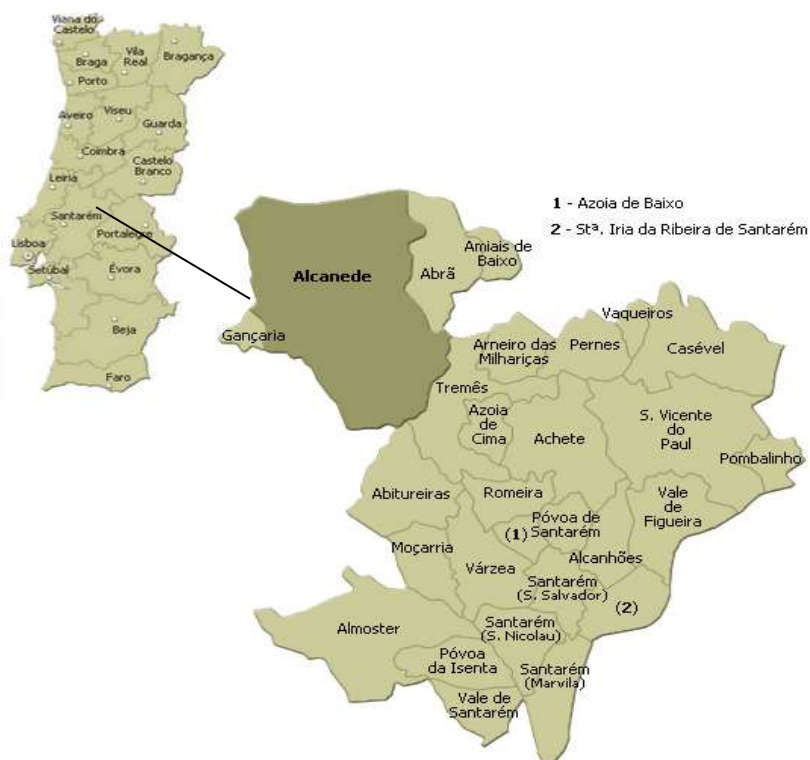 Viana do
Castelo
Braga
Vila
Real
Bragança
Porto
Aveiro
Viseu
Guarda
Coimbra
Castelo
Branco
Leiria
Santarém
Portalegre
Lisboa
Setúbal
Évora
Beja
Faro
1 - Azoia de Baixo
2 - Stª. Iria da Ribeira de Santarém
Alcanede
Abrã
Amiais de
Baixo
Gançaria
Vaqueiros
Arneiro das
Milhariças
Pernes
Casével
Tremês
Azoia
de
Cima
Achete
S. Vicente
do
Paul
Pombalinho
Abitureiras
Romeira
Vale
de
Figueira
(1)
Póvoa de
Santarém
Moçarria
Várzea
Alcanhões
Santarém
(S. Salvador)
(2)
Almoster
Santarém
(S. Nicolau)
Póvoa
da Isenta
Santarém
(Marvila)
Vale de
Santarém